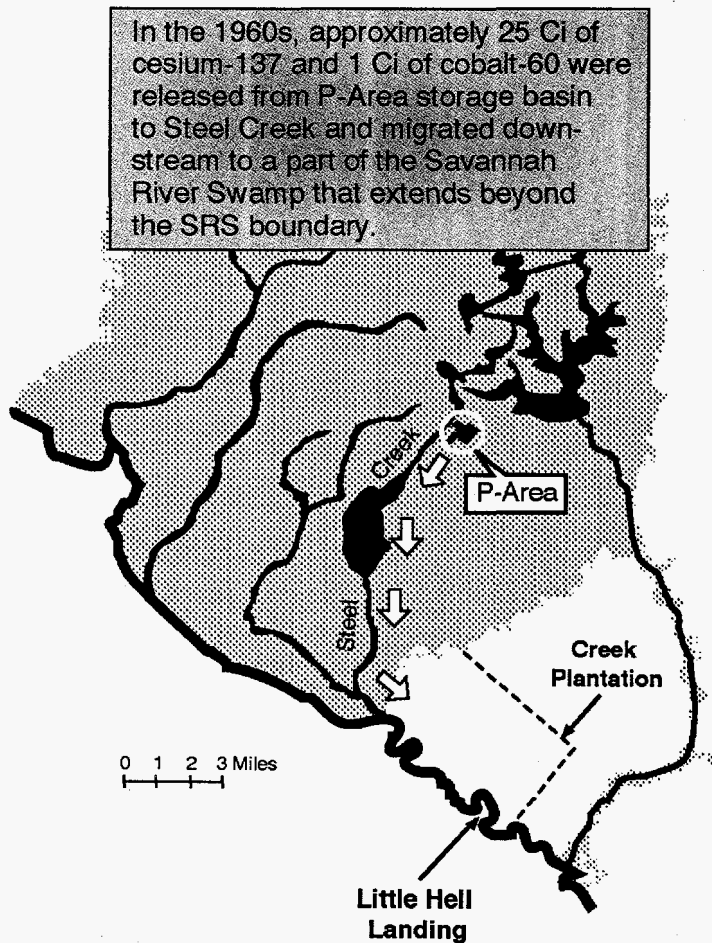 In the 1960s, approximately 25 Ci of
cesium-137 and 1 Ci of cobalt-60 were
released from P-Area storage basin
to Steel Creek and migrated down-
stream to a part of the Savannah
River Swamp that extends beyond
the SRS boundary.
Creek
P-Area
Steel
Creek
Plantation
0 1 2 3 Miles
Little Hell
Landing